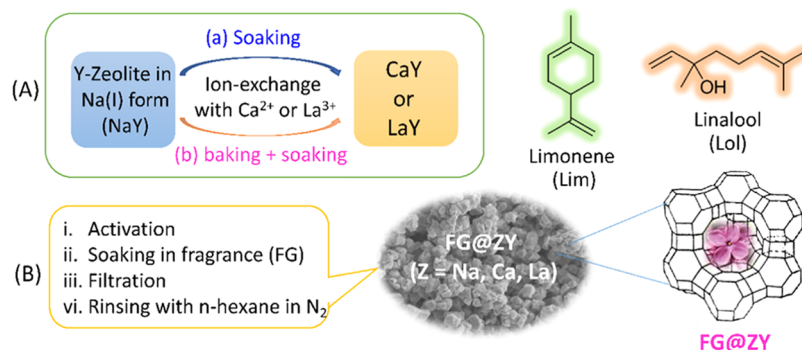 (A)
Y-Zeolite in
Na(I) form
(NaY)
(a) Soaking
Ion-exchange
with Ca2+ or La3+
(b) baking + soaking
CaY
or
LaY
Limonene
(Lim)
OH
Linalool
(Lol)
(B)
i. Activation
ii. Soaking in fragrance (FG)
iii. Filtration
vi. Rinsing with n-hexane in N2
FG@ZY
(Z = Na, Ca, La)
FG@ZY